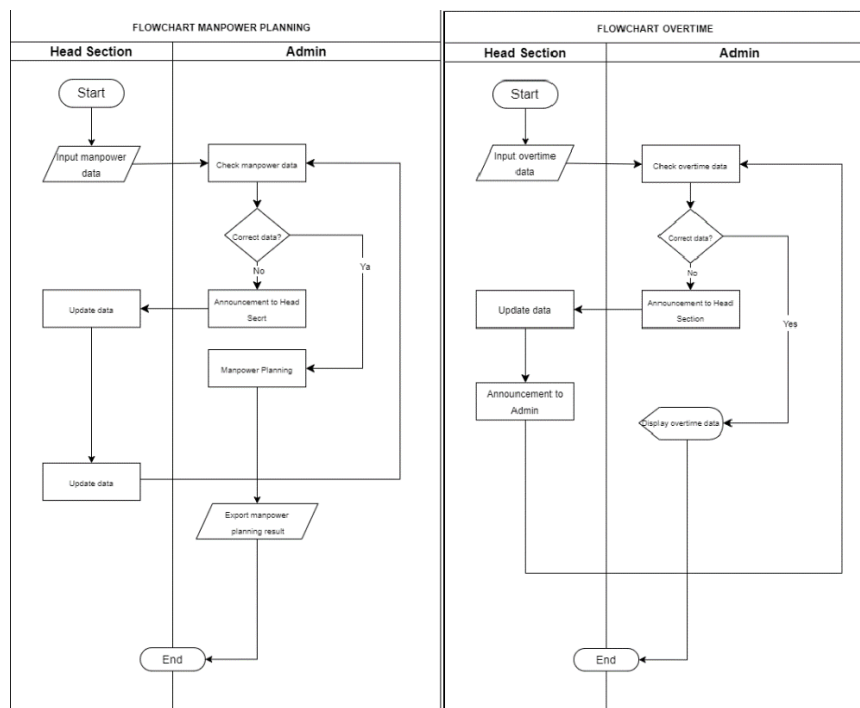 FLOWCHART MANPOWER PLANNING
Head Section
Admin
Start
Input manpower
data
Check manpower data
Correct data?
No
Ya
Announcement to Head
Secrt
Update data
Manpower Planning
Update data
Export manpower
planning result
End
FLOWCHART OVERTIME
Head Section
Admin
Start
Input overtime
data
Check overtime data
Correct data?
No
Yes
Announcement to Head
Section
Update data
Announcement to
Admin
Display overtime data
End